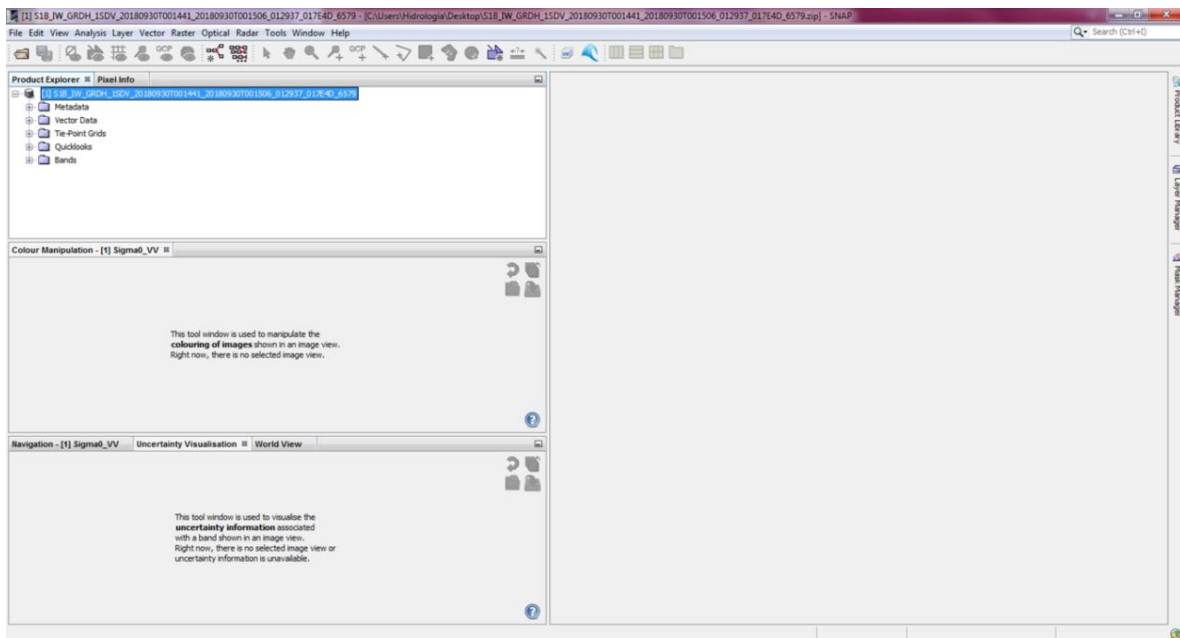 [1] S1B_IW_GRDH_1SDV_20180930T001441_20180930T001506_012937_017E4D_6579 - [C:\Users\Hidrologia\Desktop\S1B_IW_GRDH_1SDV_20180930T001441_20180930T001506_012937_017E4D_6579.zip] - SNAP
File Edit View Analysis Layer Vector Raster Optical Radar Tools Window Help
Search (Ctrl+I)
GCP
GCP
Product Explorer Pixel Info
[1] S1B_IW_GRDH_1SDV_20180930T001441_20180930T001506_012937_017E4D_6579
Metadata
Vector Data
Tie-Point Grids
Quicklooks
Bands
Product Library
Layer Manager
Mask Manager
Colour Manipulation - [1] Sigma0_VV
This tool window is used to manipulate the
colouring of images shown in an image view.
Right now, there is no selected image view.
Navigation - [1] Sigma0_VV Uncertainty Visualisation World View
This tool window is used to visualise the
uncertainty information associated
with a band shown in an image view.
Right now, there is no selected image view or
uncertainty information is unavailable.